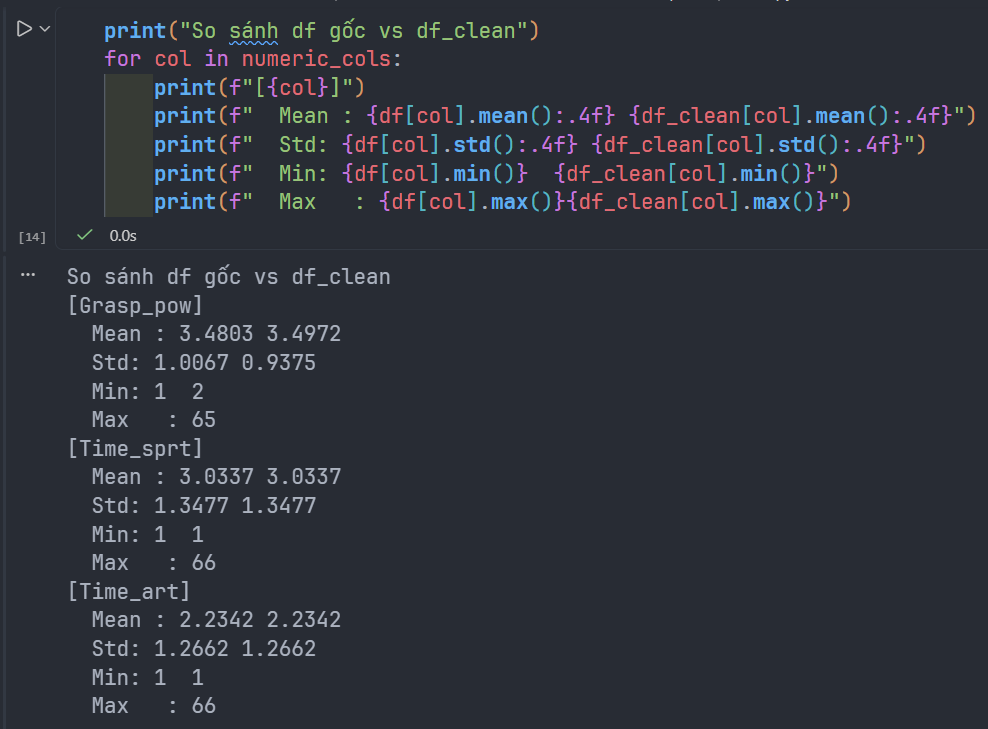 print("So sánh df gốc vs df_clean")
for col in numeric_cols:
    print(f"[{col}]")
    print(f"  Mean : {df[col].mean():.4f} {df_clean[col].mean():.4f}")
    print(f"  Std: {df[col].std():.4f} {df_clean[col].std():.4f}")
    print(f"  Min: {df[col].min()}  {df_clean[col].min()}")
    print(f"  Max   : {df[col].max()}{df_clean[col].max()}")
[14] 0.0s
So sánh df gốc vs df_clean
[Grasp_pow]
  Mean : 3.4803 3.4972
  Std: 1.0067 0.9375
  Min: 1  2
  Max   : 65
[Time_sprt]
  Mean : 3.0337 3.0337
  Std: 1.3477 1.3477
  Min: 1  1
  Max   : 66
[Time_art]
  Mean : 2.2342 2.2342
  Std: 1.2662 1.2662
  Min: 1  1
  Max   : 66